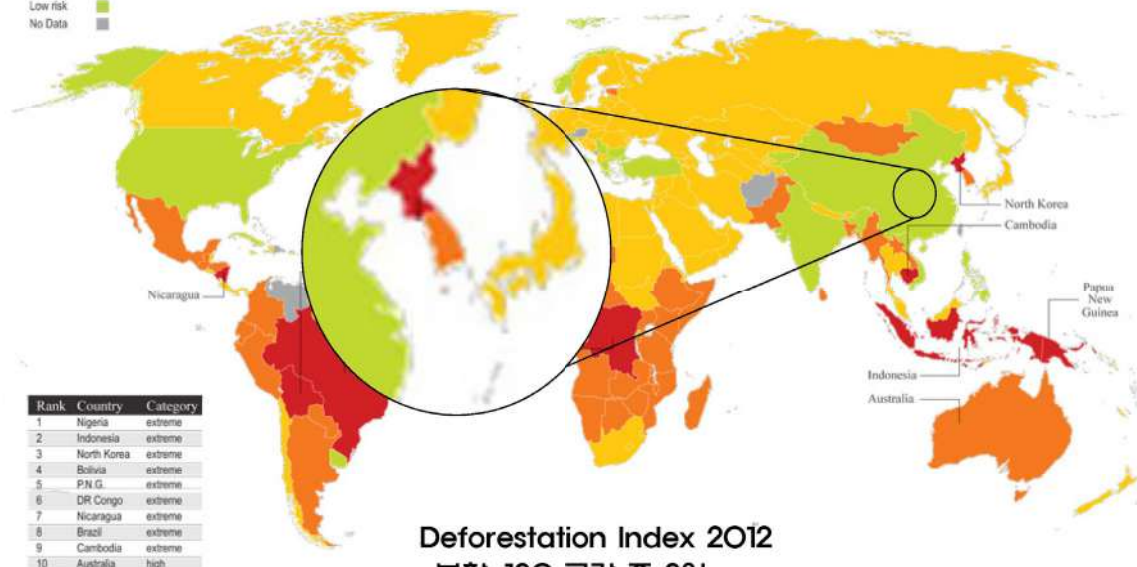 Low risk
No Data
North Korea
Cambodia
Nicaragua
Papua
New
Guinea
Indonesia
Australia
Rank Country Category
1 Nigeria extreme
2 Indonesia extreme
3 North Korea extreme
4 Bolivia extreme
5 P.N.G. extreme
6 DR Congo extreme
7 Nicaragua extreme
8 Brazil extreme
9 Cambodia extreme
10 Australia high
Deforestation Index 2012